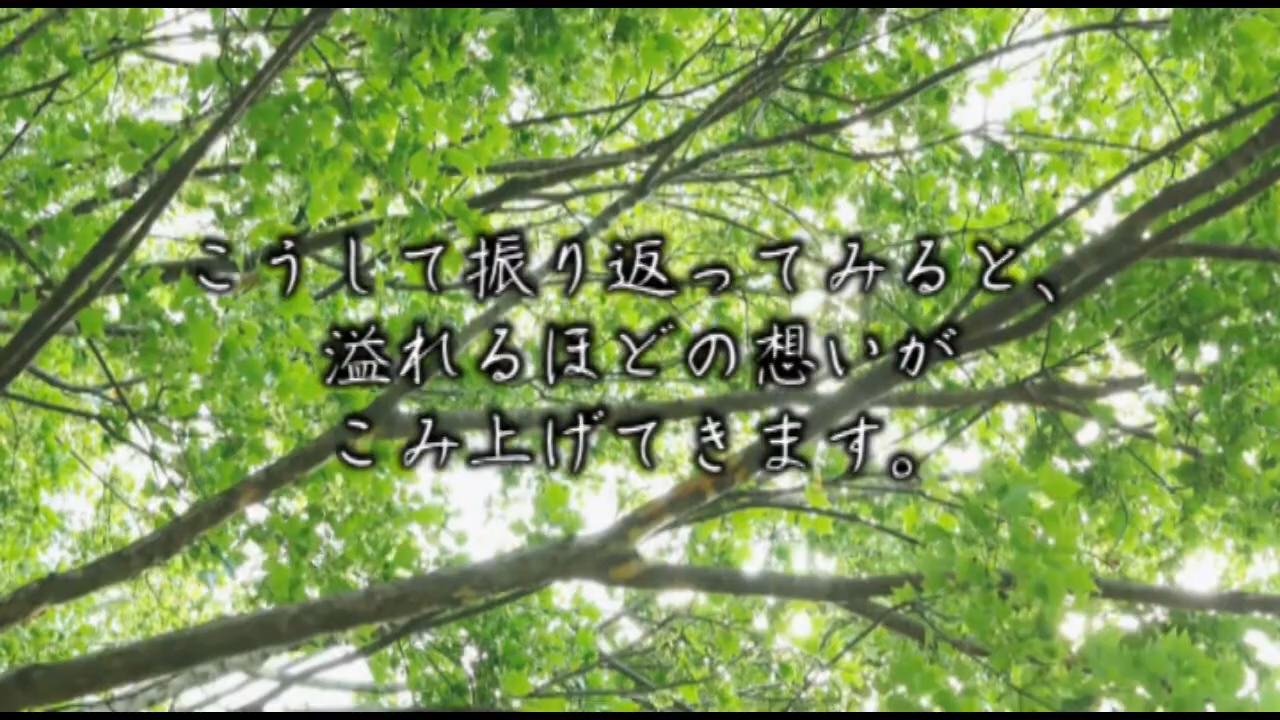 こうして振り返ってみると、
溢れるほどの想いが
こみ上げてきます。